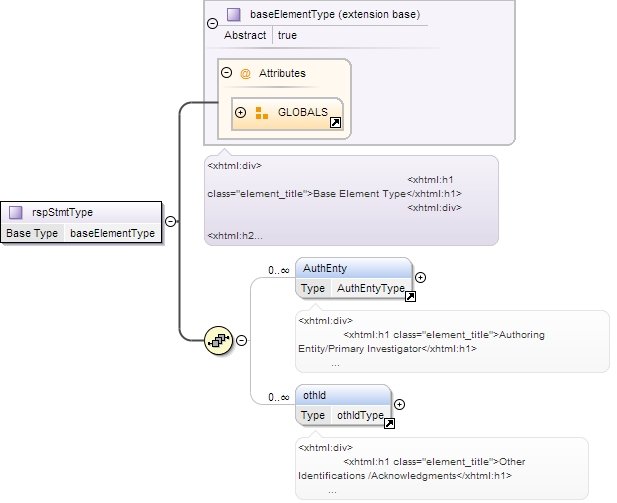 baseElementType (extension base)
Abstract true
@ Attributes
GLOBALS
<xhtml:div>
<xhtml:h1
class="element_title">Base Element Type</xhtml:h1>
<xhtml:div>
<xhtml:h2...
rspStmtType
Base Type baseElementType
0..∞
AuthEnty
Type AuthEntyType
<xhtml:div>
<xhtml:h1 class="element_title">Authoring
Entity/Primary Investigator</xhtml:h1>
...
0..∞
othId
Type othIdType
<xhtml:div>
<xhtml:h1 class="element_title">Other
Identifications /Acknowledgments</xhtml:h1>
...